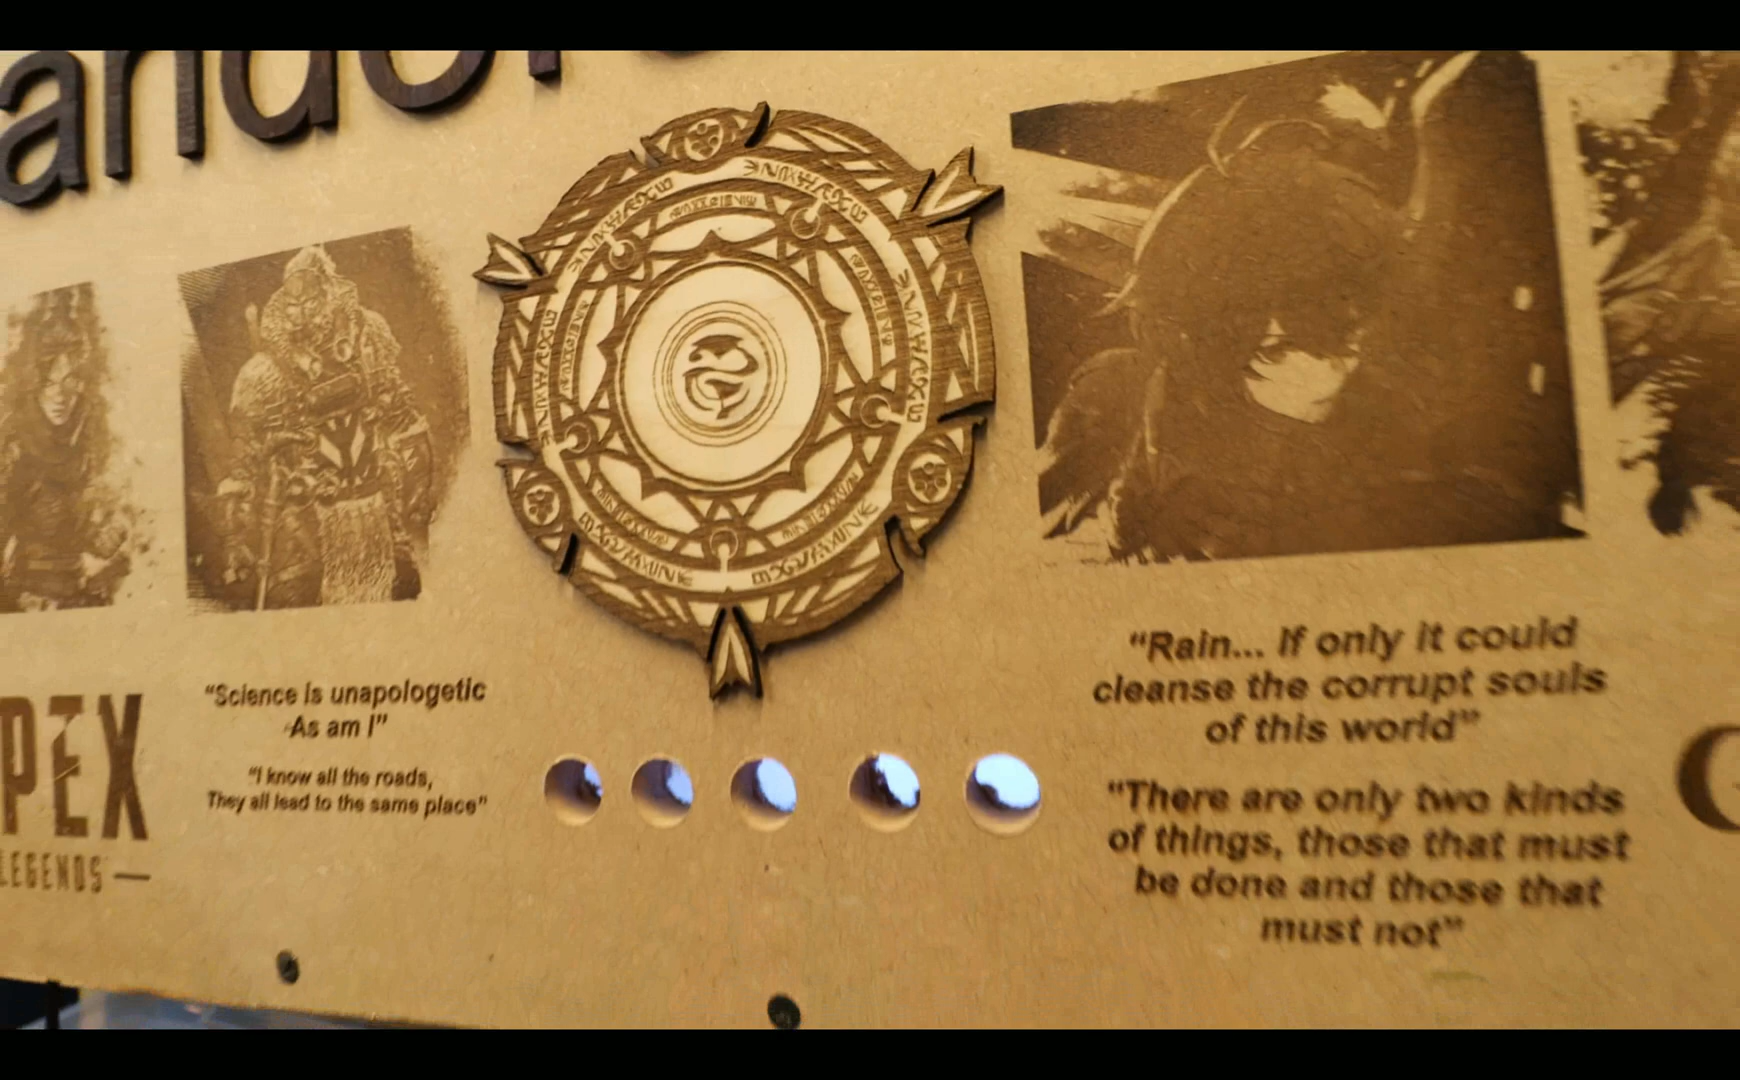 PEX
LEGENDS
“Science is unapologetic
As am I”
“I know all the roads,
They all lead to the same place”
“Rain... If only it could
cleanse the corrupt souls
of this world”
“There are only two kinds
of things, those that must
be done and those that
must not”
G